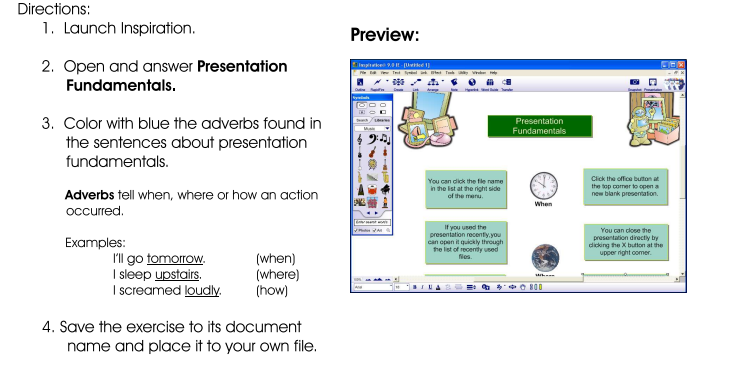 Directions:
1. Launch Inspiration.
2. Open and answer Presentation
Fundamentals.
3. Color with blue the adverbs found in
the sentences about presentation
fundamentals.
Adverbs tell when, where or how an action
occurred.
Examples:
I'll go tomorrow. (when)
I sleep upstairs. (where)
I screamed loudly. (how)
4. Save the exercise to its document
name and place it to your own file.
Preview:
Inspiration® 9.0 IE - [Untitled 1]
File Edit View Text Symbol Link Effect Tools Utility Window Help
Outline RapidFire Create Link Arrange Note Hyperlink Word Guide Transfer
Symbols
Search Libraries
Music
Enter search words
Photos Art
Presentation
Fundamentals
You can click the file name
in the list at the right side
of the menu.
When
Click the office button at
the top corner to open a
new blank presentation.
If you used the
presentation recently,you
can open it quickly through
the list of recently used
files.
You can close the
presentation directly by
clicking the X button at the
upper right corner.
Where
Arial